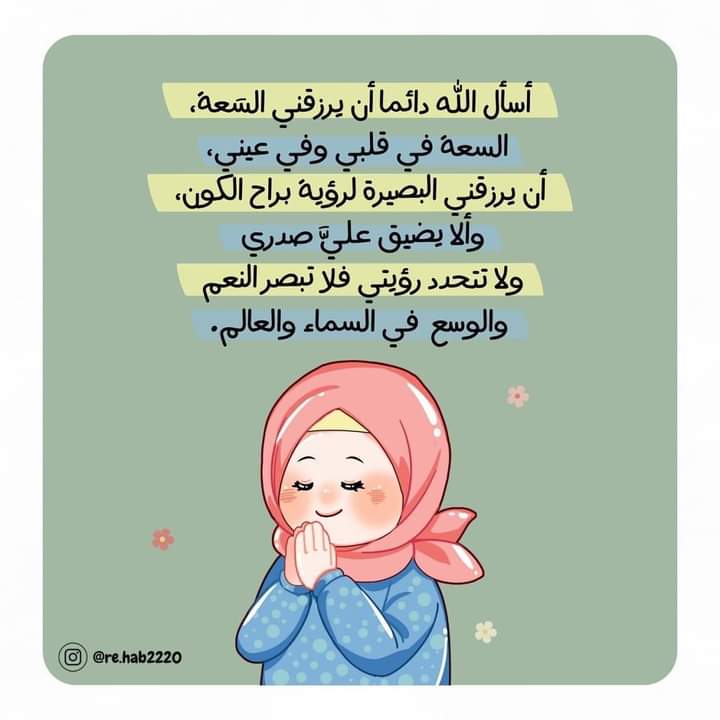 أسأل الله دائما أن يرزقني السَعة،
السعة في قلبي وفي عيني،
أن يرزقني البصيرة لرؤية براح الكون،
وألا يضيق عليَّ صدري
ولا تتحدد رؤيتي فلا تبصر النعم
والوسع في السماء والعالم.
@re.hab2220